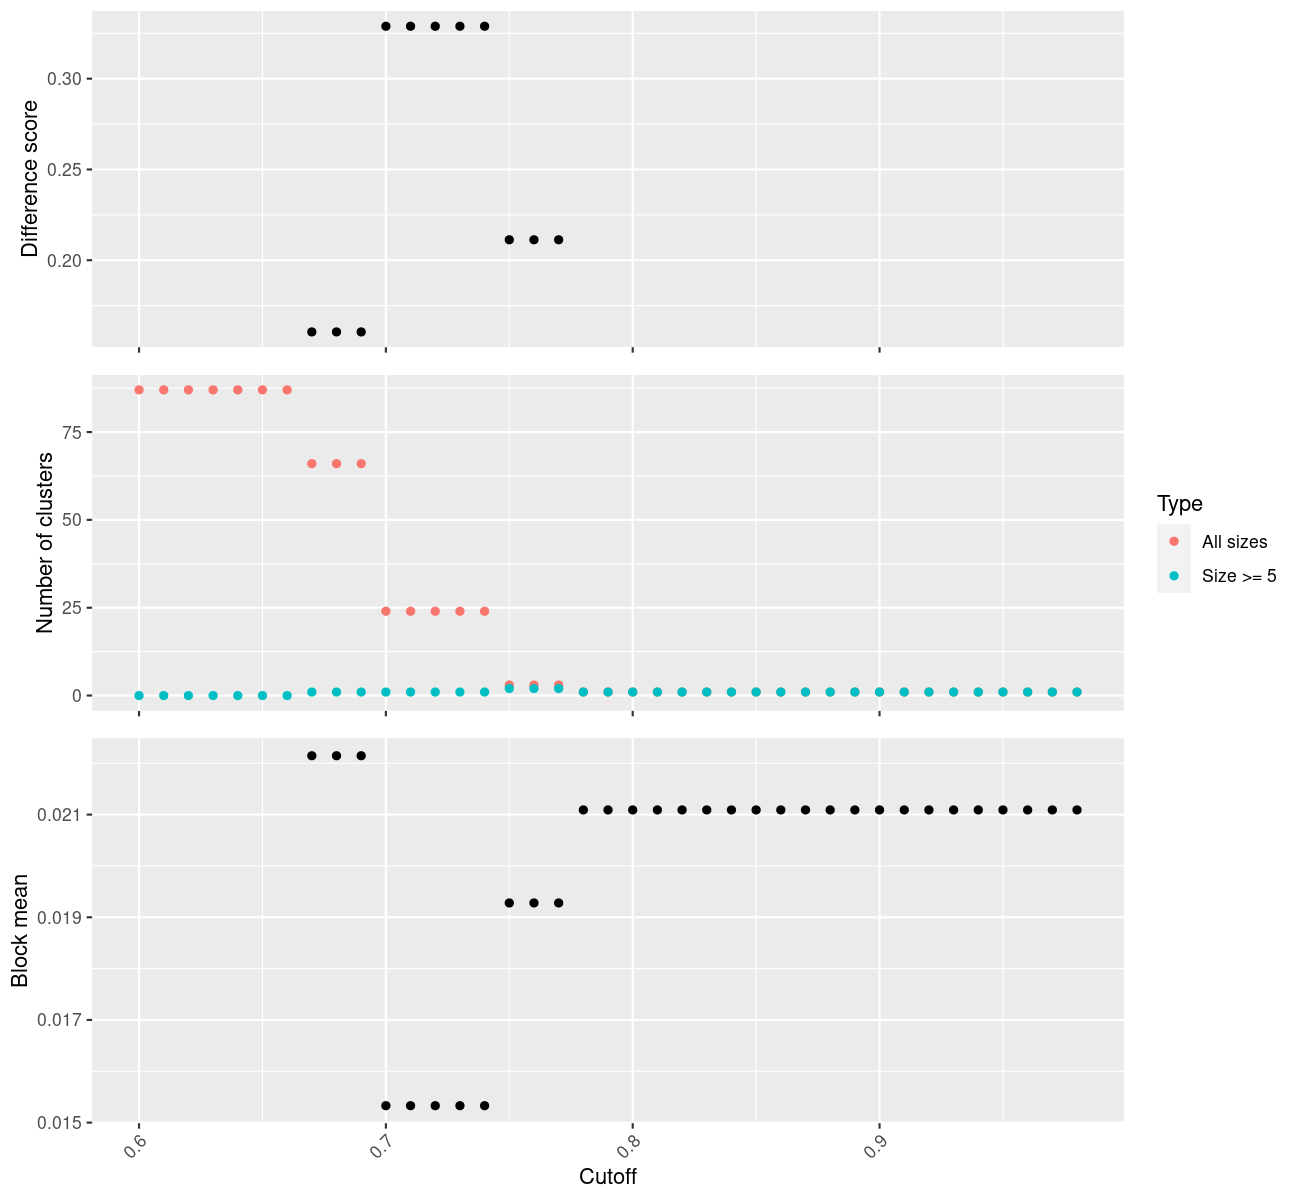 Difference score
0.30
0.25
0.20
Number of clusters
75
50
25
0
Type
All sizes
Size >= 5
Block mean
0.021
0.019
0.017
0.015
0.6
0.7
0.8
0.9
Cutoff